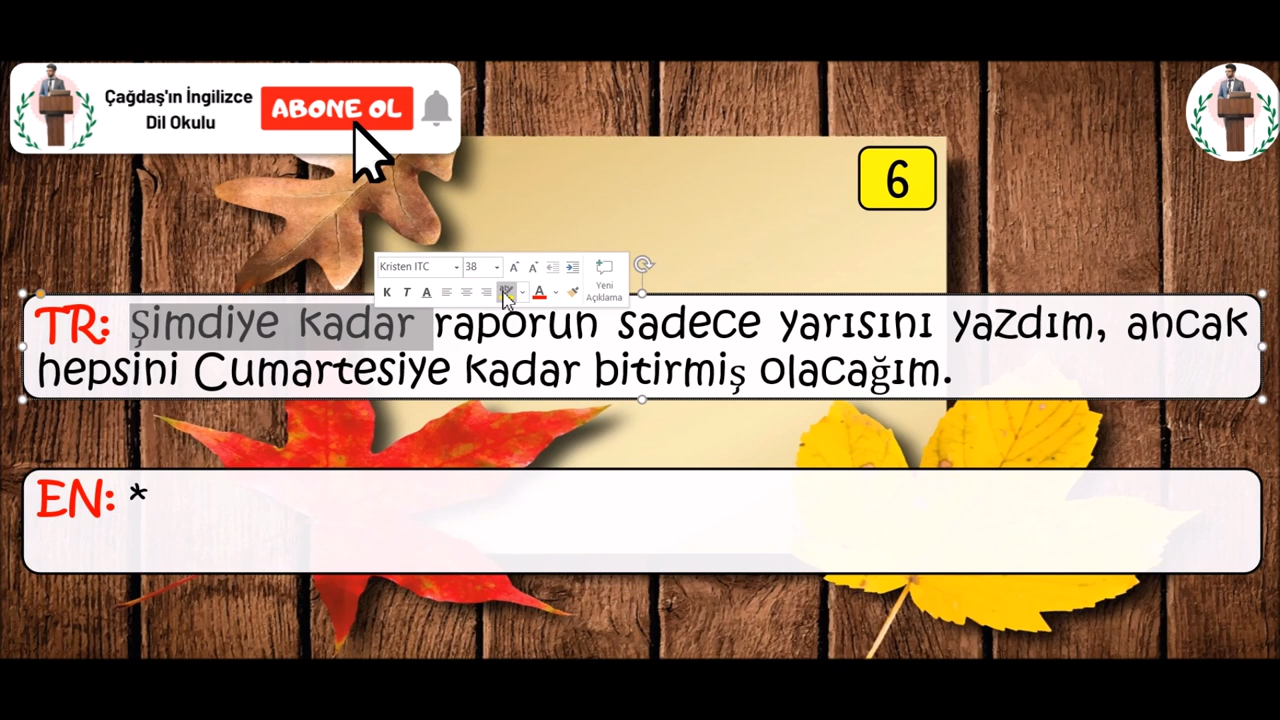 Çağdaş'ın İngilizce
Dil Okulu
ABONE OL
6
Kristen ITC
38
A A
K T A
A
Yeni
Açıklama
TR: Şimdiye kadar raporun sadece yarısını yazdım, ancak
hepsini Cumartesiye kadar bitirmiş olacağım.
EN: *